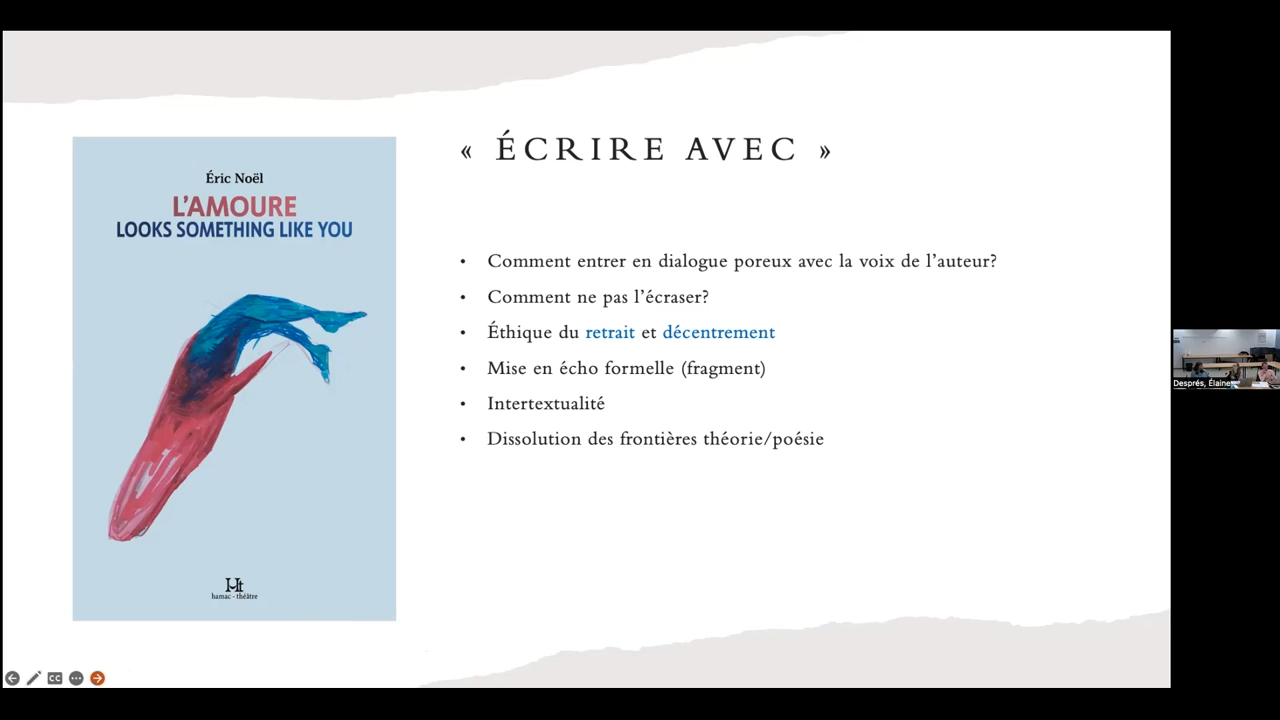 « ÉCRIRE AVEC »
Éric Noël
L'AMOURE
LOOKS SOMETHING LIKE YOU
Ht
hamac - théâtre
• Comment entrer en dialogue poreux avec la voix de l'auteur?
• Comment ne pas l'écraser?
• Éthique du retrait et décentrement
• Mise en écho formelle (fragment)
• Intertextualité
• Dissolution des frontières théorie/poésie
Després, Élaine
CC